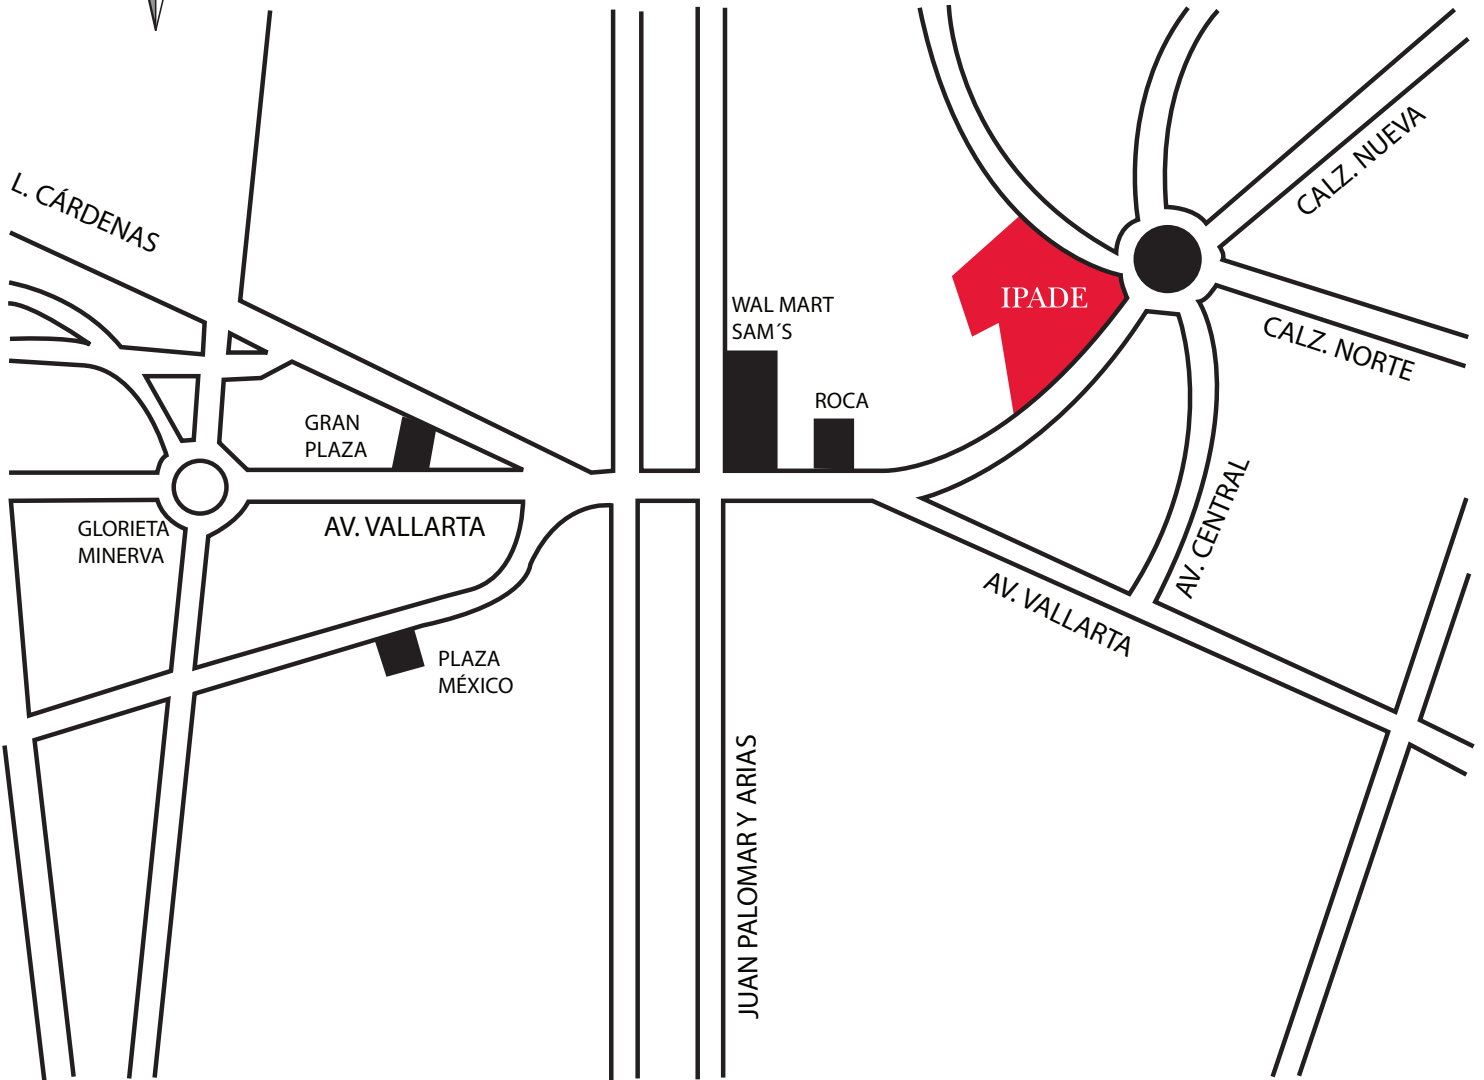 L. CÁRDENAS
CALZ. NUEVA
IPADE
WAL MART
SAM´S
CALZ. NORTE
ROCA
GRAN
PLAZA
GLORIETA
MINERVA
AV. VALLARTA
AV. CENTRAL
AV. VALLARTA
PLAZA
MÉXICO
JUAN PALOMAR Y ARIAS